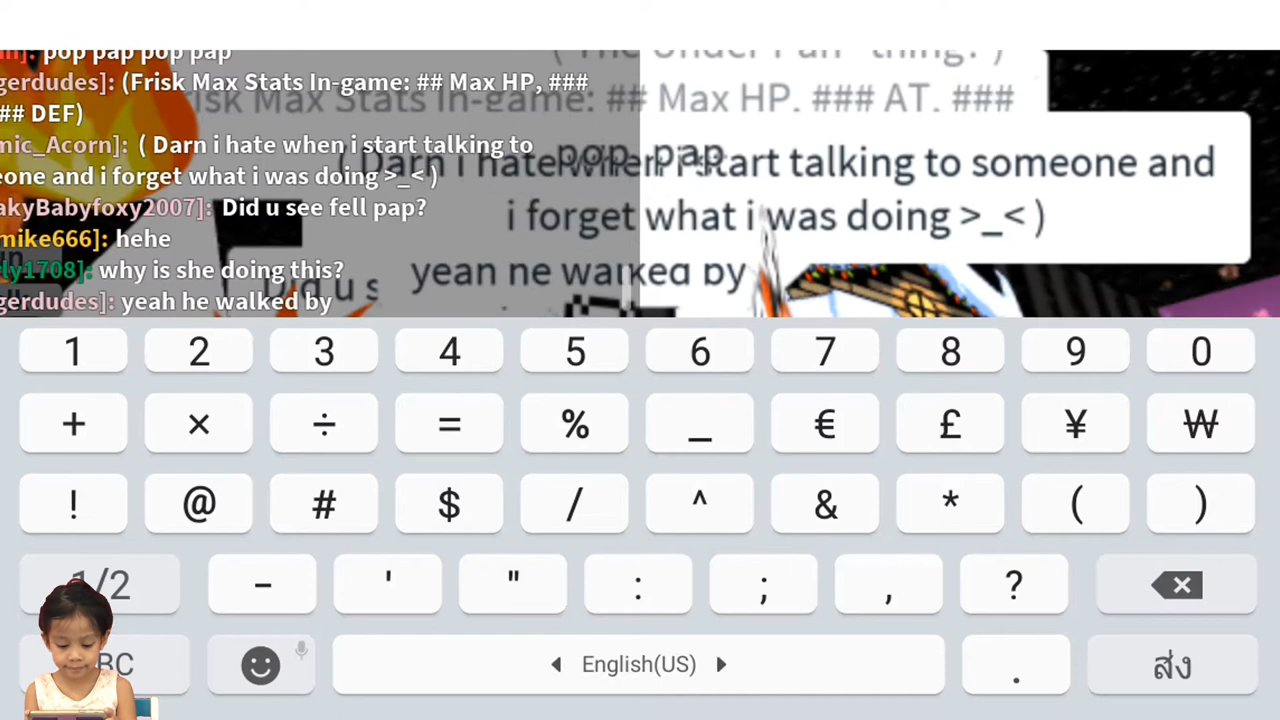 pop pap pop pap
gerdudes]: (Frisk Max Stats In-game: ## Max HP, ###
## DEF)
mic_Acorn]: ( Darn i hate when i start talking to
eone and i forget what i was doing >_< )
akyBabyfoxy2007]: Did u see fell pap?
mike666]: hehe
ly1708]: why is she doing this?
gerdudes]: yeah he walked by
isk Max Stats In-game: ## Max HP. ### AT. ###
pop pap
( Darn i hate when i start talking to someone and
i forget what i was doing >_< )
yeah he walked by
1 2 3 4 5 6 7 8 9 0
+ × ÷ = % _ € £ ¥ ₩
! @ # $ / ^ & * ( )
1/2 - ' " : ; , ?
BC English(US) . ส่ง